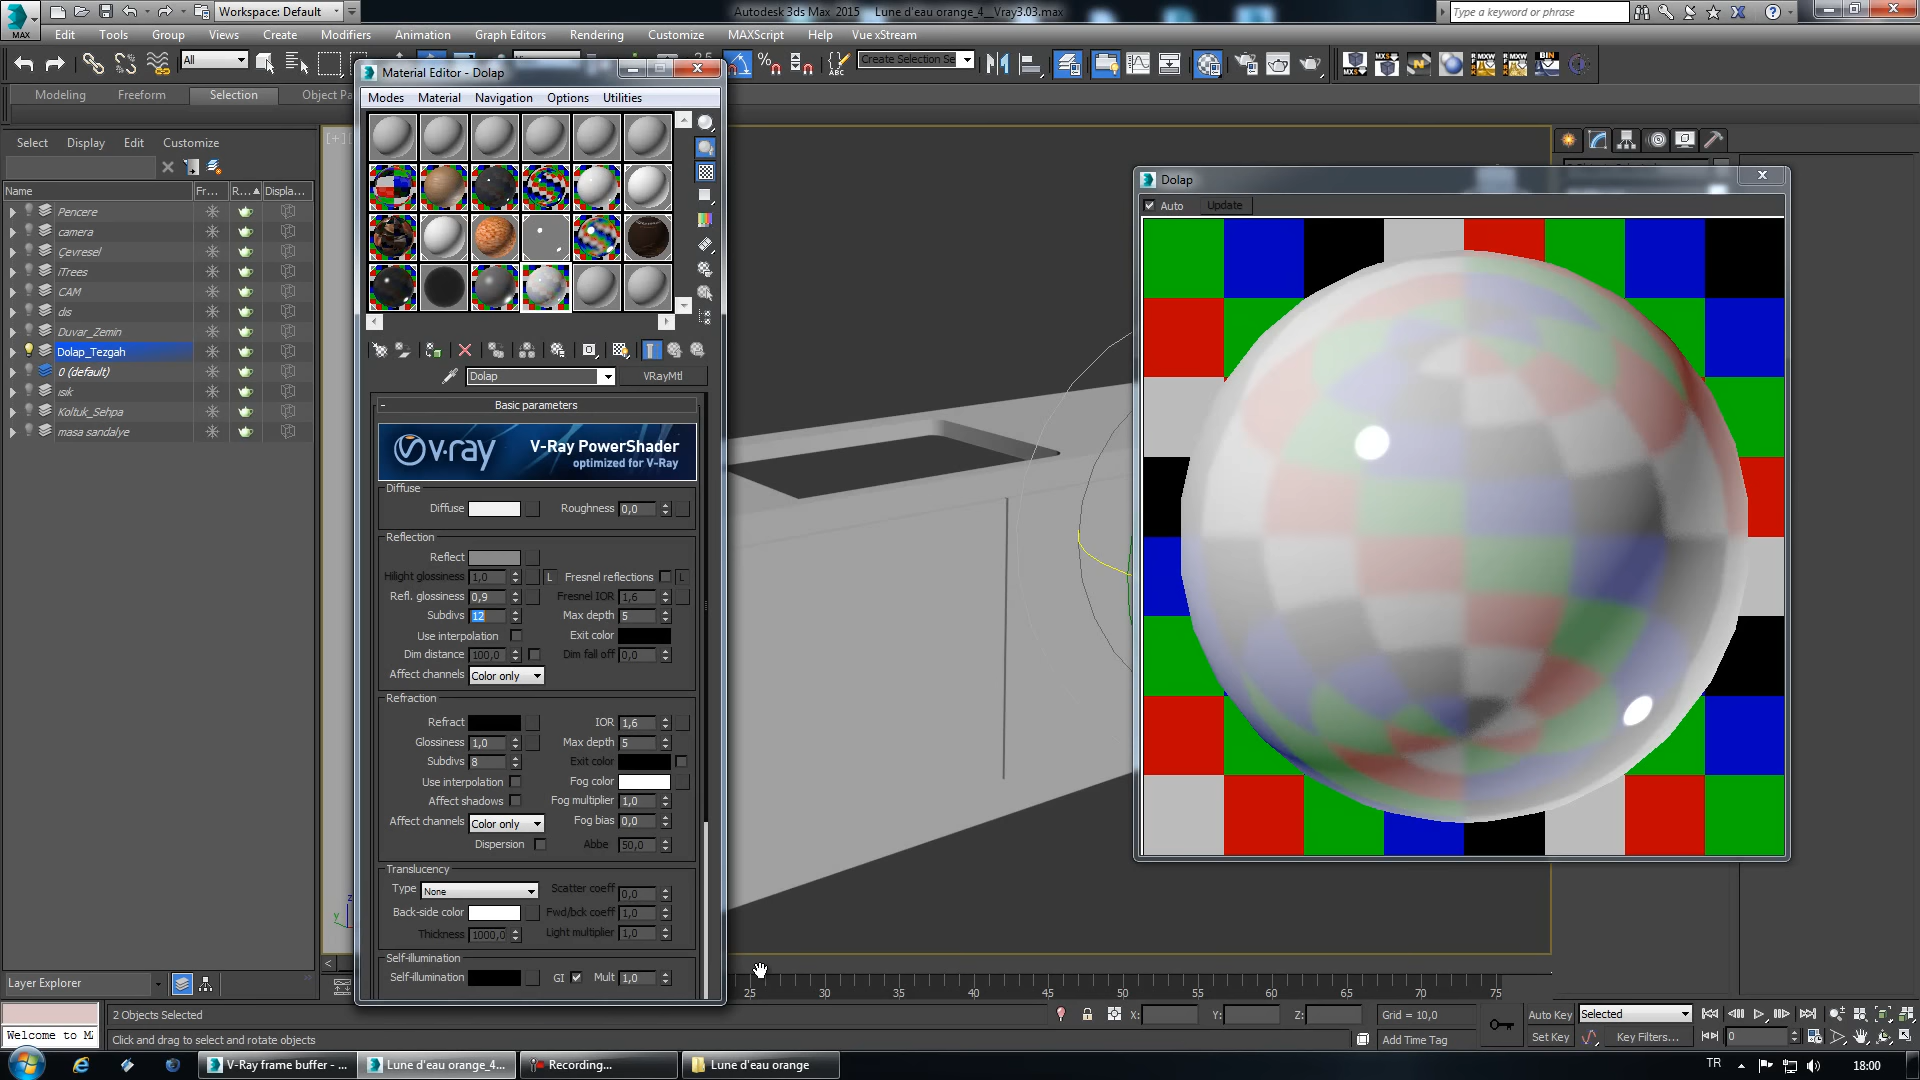 Workspace: Default
Autodesk 3ds Max 2015    Lune d'eau orange_4__Vray3.03.max
Type a keyword or phrase
MAX
Edit Tools Group Views Create Modifiers Animation Graph Editors Rendering Customize MAXScript Help Vue xStream
All
Create Selection Se
Modeling Freeform Selection Object Pa
Material Editor - Dolap
Modes Material Navigation Options Utilities
Select Display Edit Customize
Name Fr... R... Displa...
Pencere
camera
Çevresel
iTrees
CAM
dis
Duvar_Zemin
Dolap_Tezgah
0 (default)
isik
Koltuk_Sehpa
masa sandalye
[+]
Dolap VRayMtl
Basic parameters
v·ray
V-Ray PowerShader
optimized for V-Ray
Diffuse
Diffuse Roughness 0,0
Reflection
Reflect
Hilight glossiness 1,0 L Fresnel reflections L
Refl. glossiness 0,9 Fresnel IOR 1,6
Subdivs 12 Max depth 5
Use interpolation Exit color
Dim distance 100,0 Dim fall off 0,0
Affect channels Color only
Refraction
Refract IOR 1,6
Glossiness 1,0 Max depth 5
Subdivs 8 Exit color
Use interpolation Fog color
Affect shadows Fog multiplier 1,0
Affect channels Color only Fog bias 0,0
Dispersion Abbe 50,0
Translucency
Type None Scatter coeff 0,0
Back-side color Fwd/bck coeff 1,0
Thickness 1000,0 Light multiplier 1,0
Self-illumination
Self-illumination GI Mult 1,0
Dolap
Auto Update
z
y
Layer Explorer
25 30 35 40 45 50 55 60 65 70 75
2 Objects Selected X: Y: Z: Grid = 10,0 Auto Key Selected
Welcome to M
Click and drag to select and rotate objects Add Time Tag Set Key Key Filters... 0
V-Ray frame buffer - ... Lune d'eau orange_4... Recording... Lune d'eau orange TR 18:00